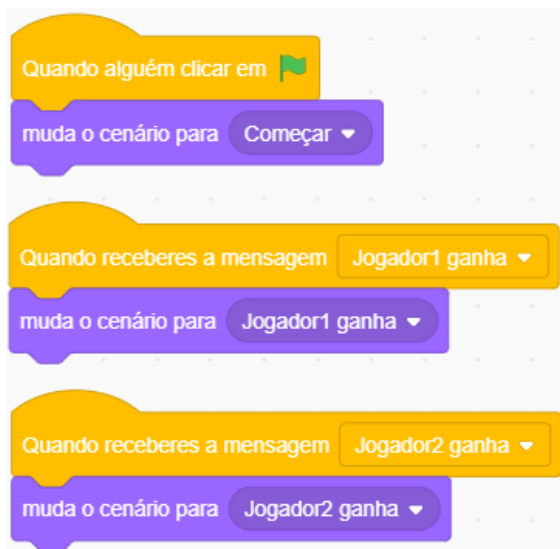 Quando alguém clicar em
muda o cenário para Começar
Quando receberes a mensagem Jogador1 ganha
muda o cenário para Jogador1 ganha
Quando receberes a mensagem Jogador2 ganha
muda o cenário para Jogador2 ganha